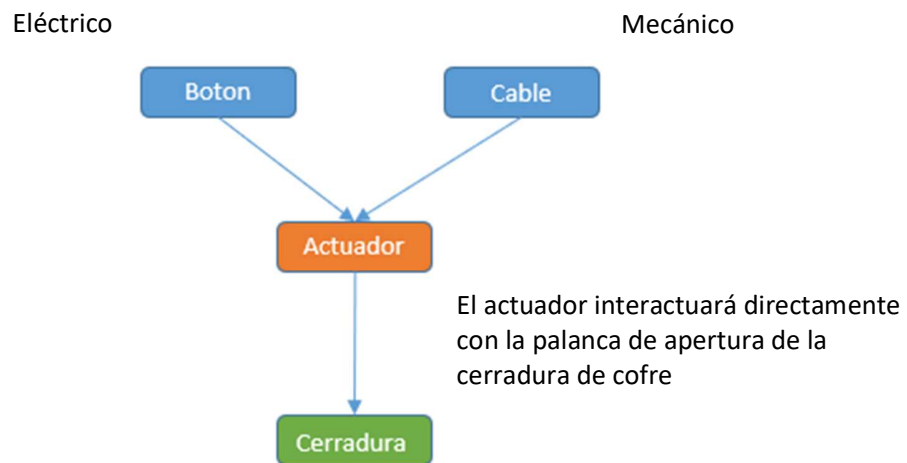 Eléctrico
Mecánico
Boton
Cable
Actuador
El actuador interactuará directamente
con la palanca de apertura de la
cerradura de cofre
Cerradura